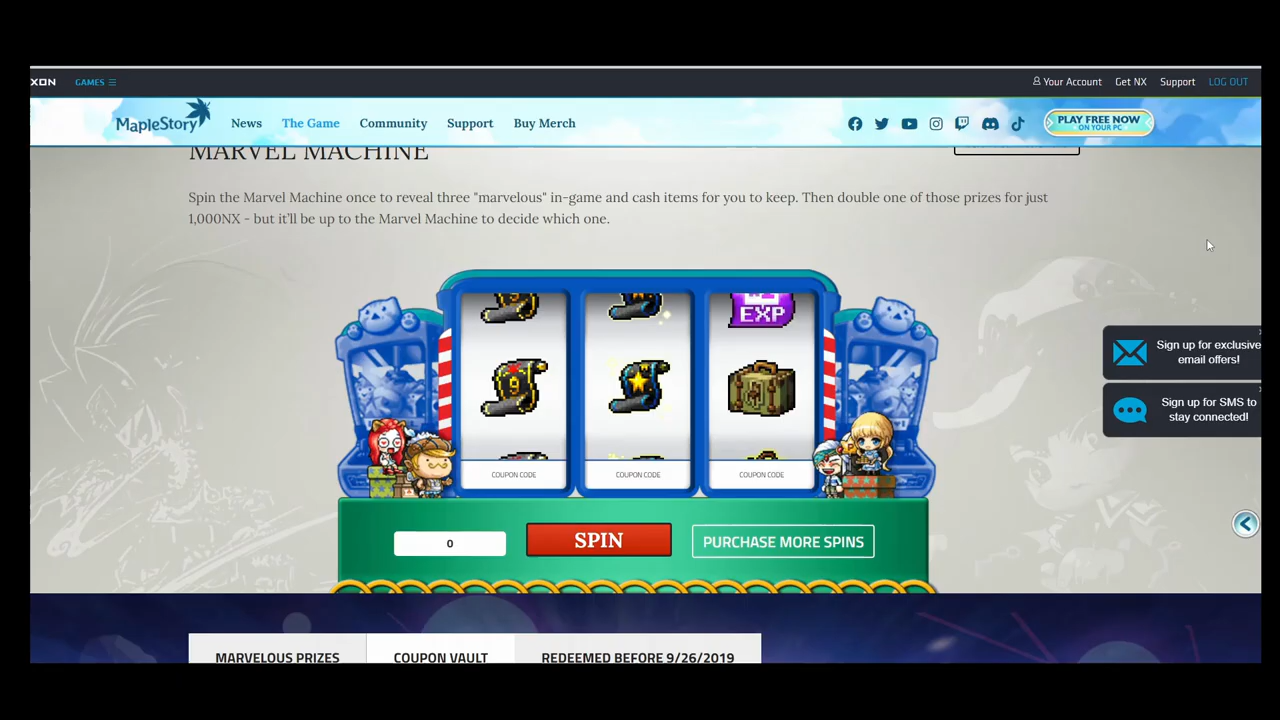 XON
GAMES
Your Account
Get NX
Support
LOG OUT
MapleStory
News
The Game
Community
Support
Buy Merch
PLAY FREE NOW
ON YOUR PC
MARVEL MACHINE
Spin the Marvel Machine once to reveal three "marvelous" in-game and cash items for you to keep. Then double one of those prizes for just
1,000NX - but it'll be up to the Marvel Machine to decide which one.
EXP
9
Sign up for exclusive
email offers!
Sign up for SMS to
stay connected!
COUPON CODE
COUPON CODE
COUPON CODE
0
SPIN
PURCHASE MORE SPINS
MARVELOUS PRIZES
COUPON VAULT
REDEEMED BEFORE 9/26/2019